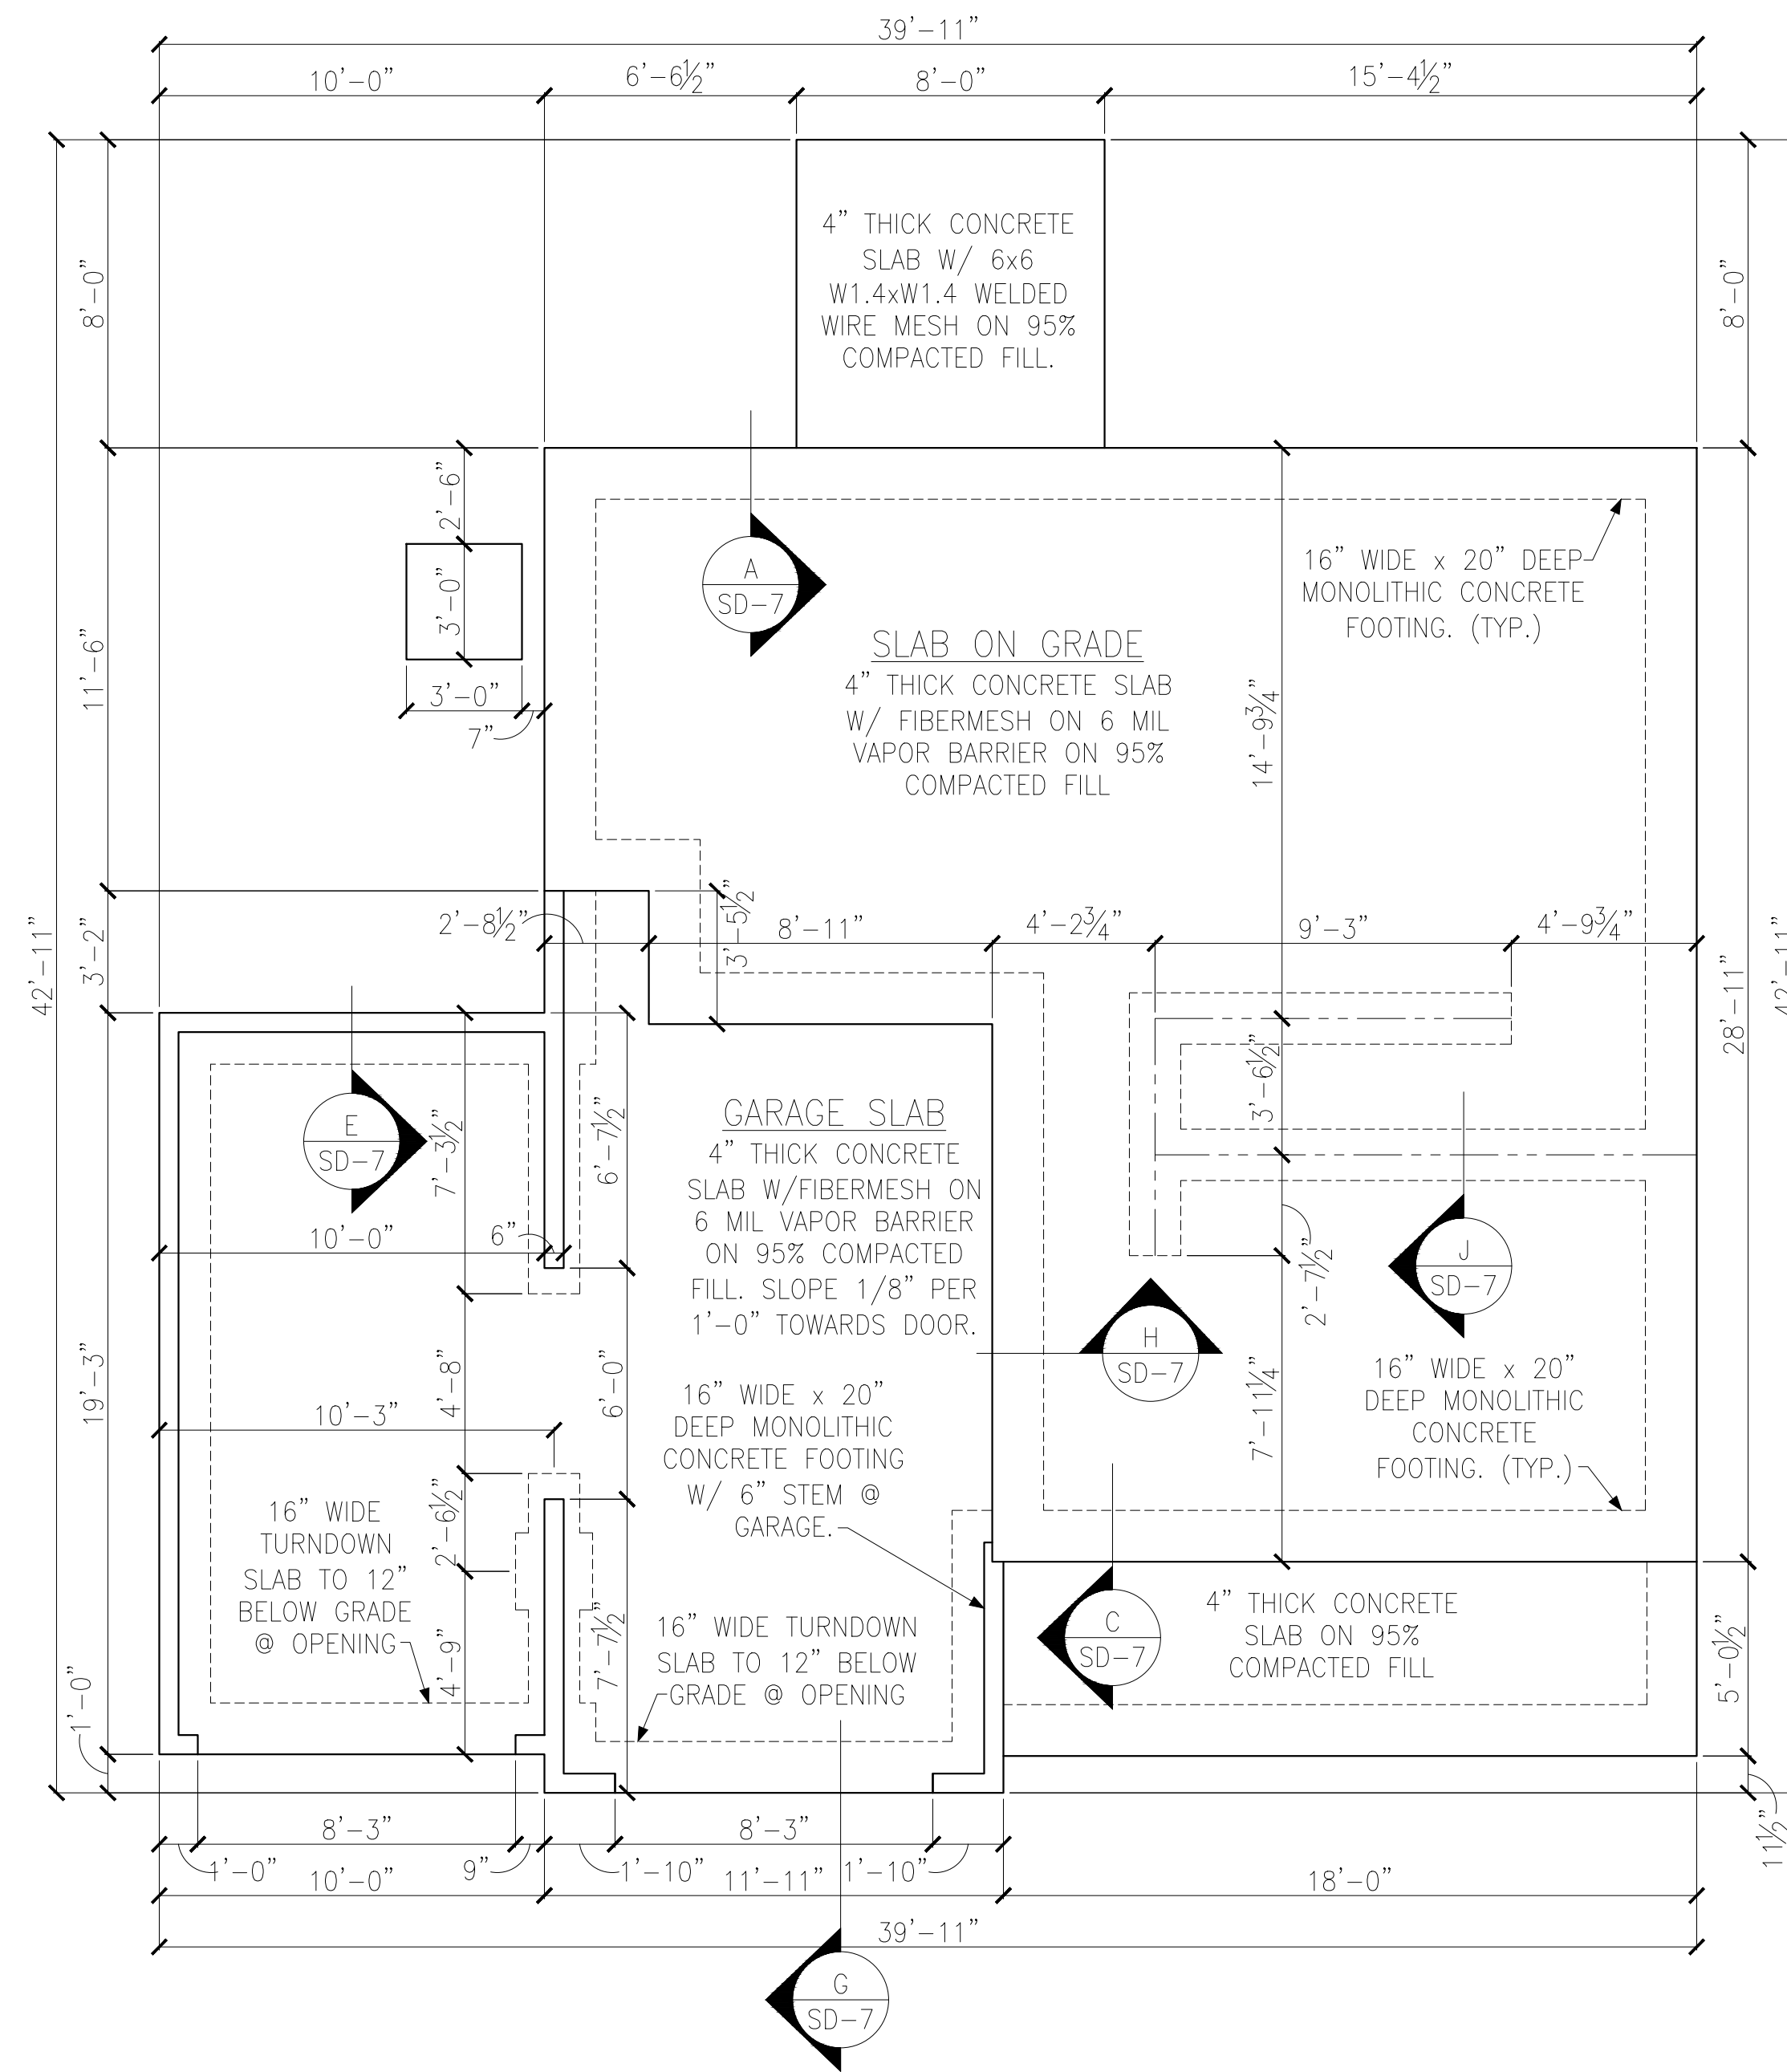 39'-11"
10'-0"
6'-6½"
8'-0"
15'-4½"
4" THICK CONCRETE
SLAB W/ 6x6
W1.4xW1.4 WELDED
WIRE MESH ON 95%
COMPACTED FILL.
8'-0"
8'-0"
2'-6"
3'-0"
3'-0"
7"
11'-6"
A
SD-7
16" WIDE x 20" DEEP
MONOLITHIC CONCRETE
FOOTING. (TYP.)
SLAB ON GRADE
4" THICK CONCRETE SLAB
W/ FIBERMESH ON 6 MIL
VAPOR BARRIER ON 95%
COMPACTED FILL
14'-9¾"
2'-8½"
3'-5½"
8'-11"
4'-2¾"
9'-3"
4'-9¾"
42'-11"
3'-2"
28'-11"
42'-11"
E
SD-7
7'-3½"
6'-7½"
3'-6½"
GARAGE SLAB
4" THICK CONCRETE
SLAB W/FIBERMESH ON
6 MIL VAPOR BARRIER
ON 95% COMPACTED
FILL. SLOPE 1/8" PER
1'-0" TOWARDS DOOR.
10'-0"
6"
J
SD-7
2'-7½"
H
SD-7
19'-3"
4'-8"
6'-0"
10'-3"
16" WIDE x 20"
DEEP MONOLITHIC
CONCRETE FOOTING
W/ 6" STEM @
GARAGE.
7'-11¼"
16" WIDE x 20"
DEEP MONOLITHIC
CONCRETE
FOOTING. (TYP.)
16" WIDE
TURNDOWN
SLAB TO 12"
BELOW GRADE
@ OPENING
2'-6½"
4'-9"
7'-7½"
16" WIDE TURNDOWN
SLAB TO 12" BELOW
GRADE @ OPENING
C
SD-7
4" THICK CONCRETE
SLAB ON 95%
COMPACTED FILL
5'-0½"
1'-0"
11½"
8'-3"
8'-3"
1'-0"
9"
1'-10"
1'-10"
10'-0"
11'-11"
18'-0"
39'-11"
G
SD-7